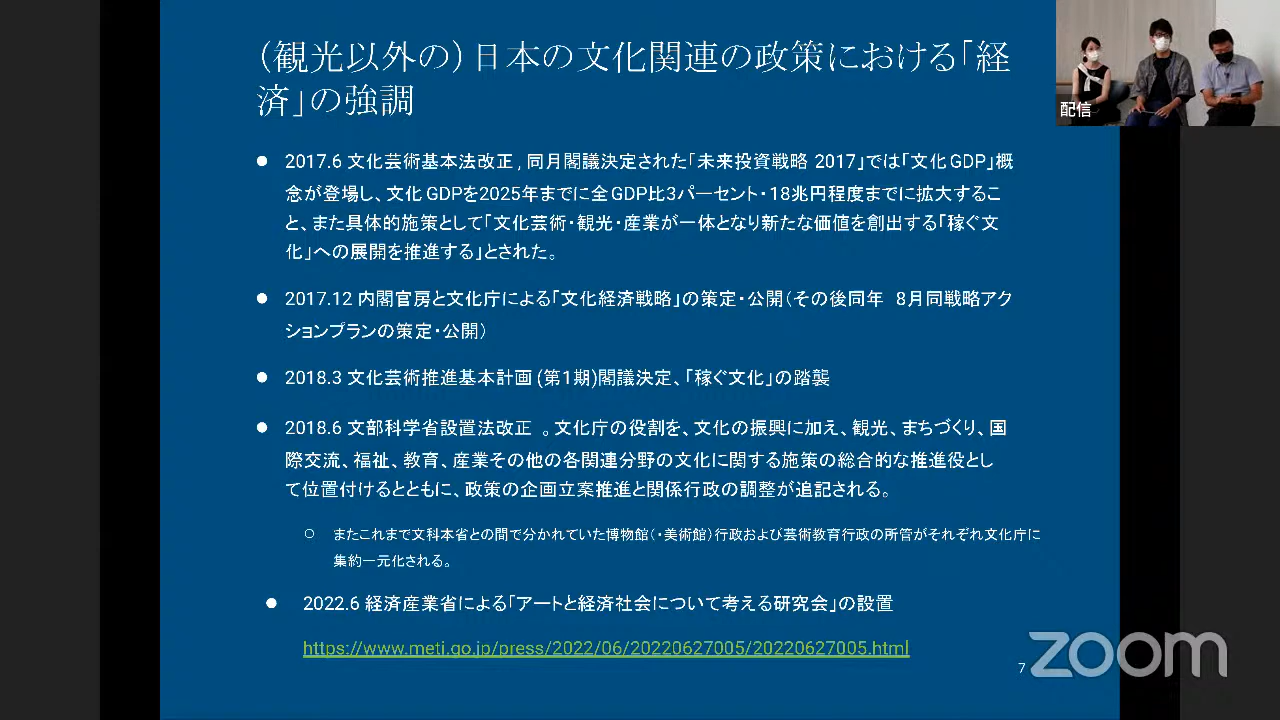 （観光以外の）日本の文化関連の政策における「経
済」の強調
● 2017.6 文化芸術基本法改正，同月閣議決定された「未来投資戦略 2017」では「文化GDP」概
念が登場し、文化GDPを2025年までに全GDP比3パーセント・18兆円程度までに拡大するこ
と、また具体的施策として「文化芸術・観光・産業が一体となり新たな価値を創出する「稼ぐ文
化」への展開を推進する」とされた。
● 2017.12 内閣官房と文化庁による「文化経済戦略」の策定・公開（その後同年 8月同戦略アク
ションプランの策定・公開）
● 2018.3 文化芸術推進基本計画 (第1期)閣議決定、「稼ぐ文化」の踏襲
● 2018.6 文部科学省設置法改正 。文化庁の役割を、文化の振興に加え、観光、まちづくり、国
際交流、福祉、教育、産業その他の各関連分野の文化に関する施策の総合的な推進役とし
て位置付けるとともに、政策の企画立案推進と関係行政の調整が追記される。
○ またこれまで文科本省との間で分かれていた博物館（・美術館）行政および芸術教育行政の所管がそれぞれ文化庁に
集約一元化される。
● 2022.6 経済産業省による「アートと経済社会について考える研究会」の設置
https://www.meti.go.jp/press/2022/06/20220627005/20220627005.html
7
配信
zoom